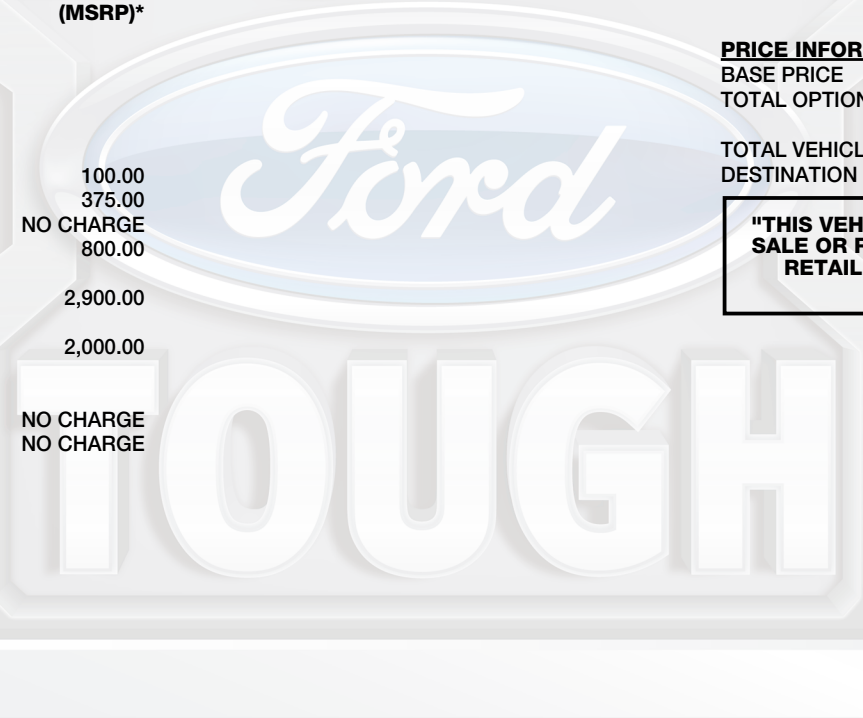 (MSRP)*
100.00
375.00
NO CHARGE
800.00
2,900.00
2,000.00
NO CHARGE
NO CHARGE
Ford
TOUGH
PRICE INFOR
BASE PRICE
TOTAL OPTION
TOTAL VEHICL
DESTINATION
"THIS VEH
SALE OR
RETAIL